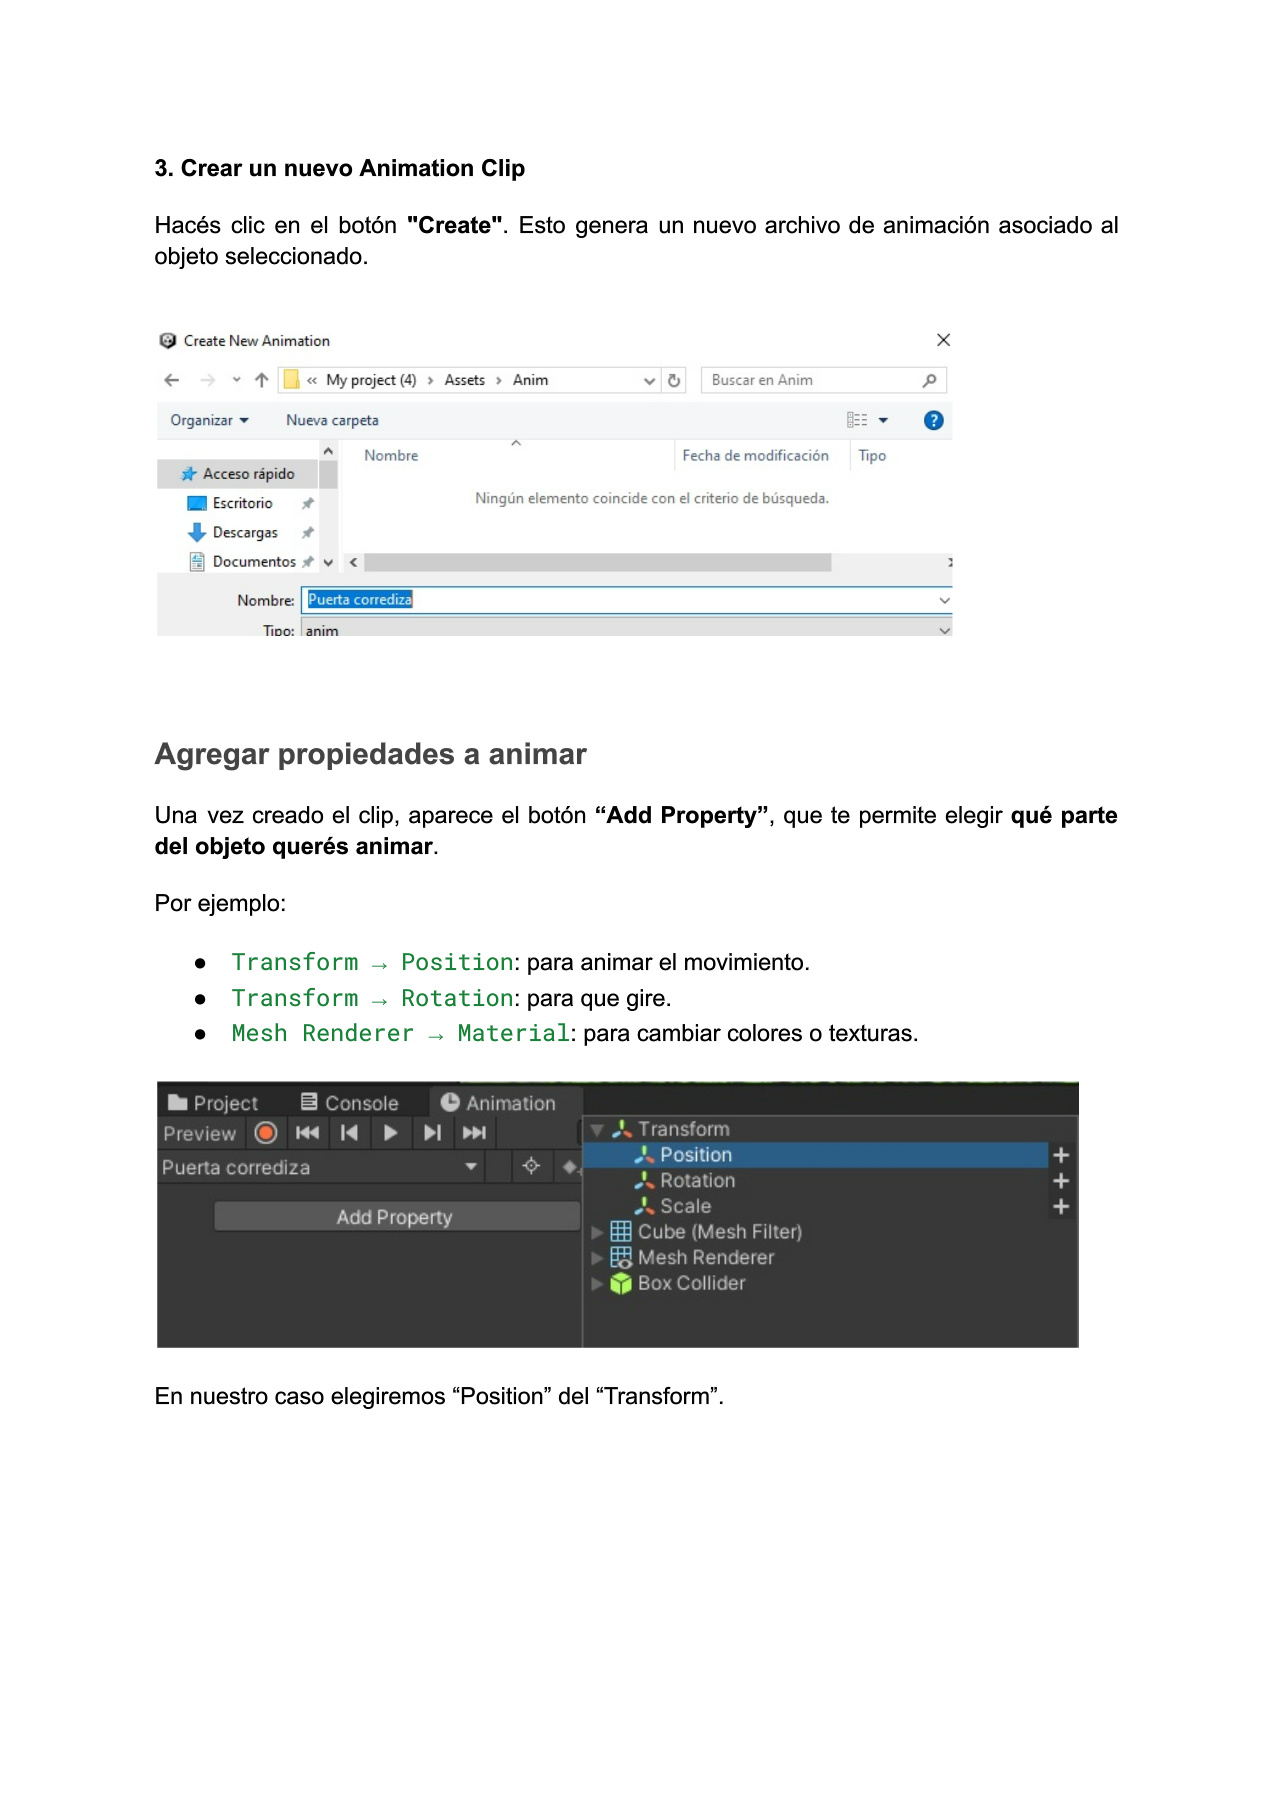 3. Crear un nuevo Animation Clip
Hacés clic en el botón "Create". Esto genera un nuevo archivo de animación asociado al
objeto seleccionado.
Create New Animation
« My project (4) › Assets › Anim
Buscar en Anim
Organizar
Nueva carpeta
Nombre
Fecha de modificación
Tipo
Acceso rápido
Ningún elemento coincide con el criterio de búsqueda.
Escritorio
Descargas
Documentos
Nombre: Puerta corrediza
Tipo: anim
Agregar propiedades a animar
Una vez creado el clip, aparece el botón “Add Property”, que te permite elegir qué parte
del objeto querés animar.
Por ejemplo:
● Transform → Position: para animar el movimiento.
● Transform → Rotation: para que gire.
● Mesh Renderer → Material: para cambiar colores o texturas.
Project
Console
Animation
Preview
Puerta corrediza
Add Property
Transform
Position
Rotation
Scale
Cube (Mesh Filter)
Mesh Renderer
Box Collider
En nuestro caso elegiremos “Position” del “Transform”.